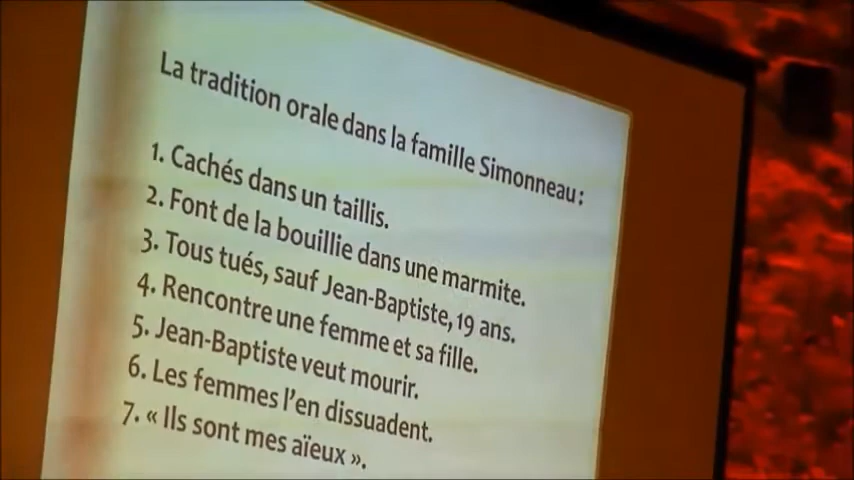 La tradition orale dans la famille Simonneau :
1. Cachés dans un taillis.
2. Font de la bouillie dans une marmite.
3. Tous tués, sauf Jean-Baptiste, 19 ans.
4. Rencontre une femme et sa fille.
5. Jean-Baptiste veut mourir.
6. Les femmes l’en dissuadent.
7. « Ils sont mes aïeux ».